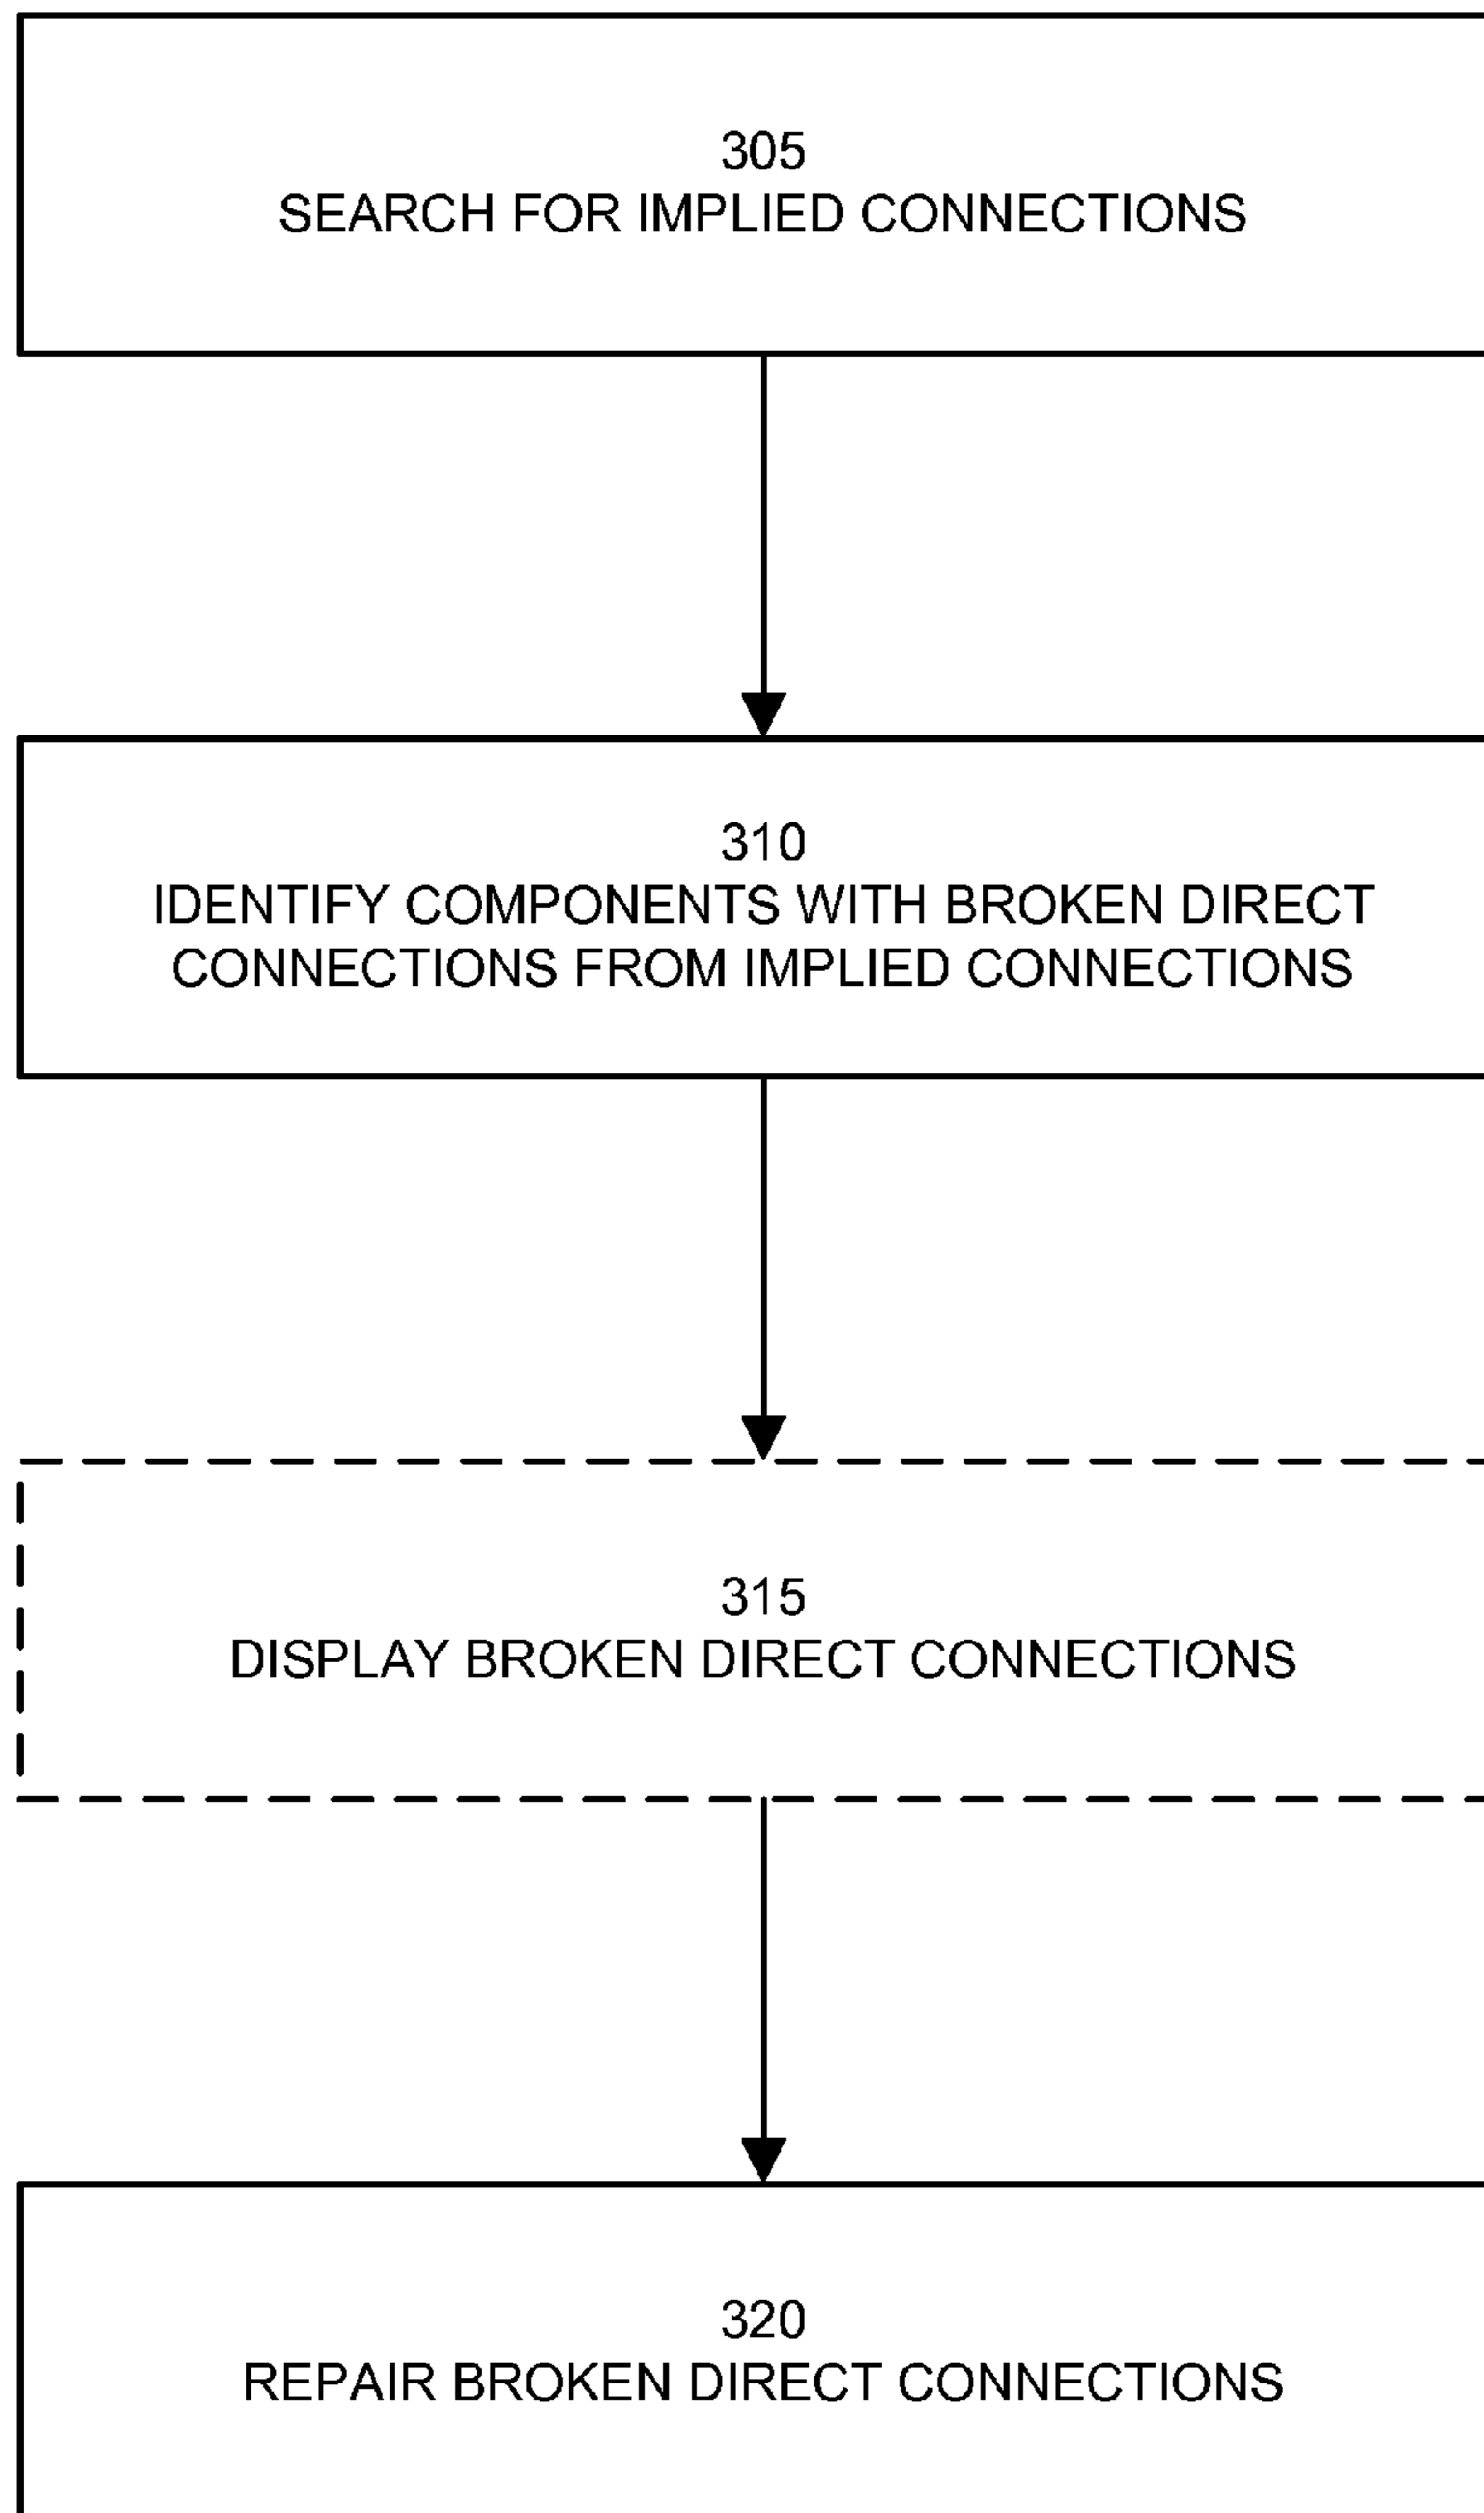 305
SEARCH FOR IMPLIED CONNECTIONS
310
IDENTIFY COMPONENTS WITH BROKEN DIRECT
CONNECTIONS FROM IMPLIED CONNECTIONS
315
DISPLAY BROKEN DIRECT CONNECTIONS
320
REPAIR BROKEN DIRECT CONNECTIONS